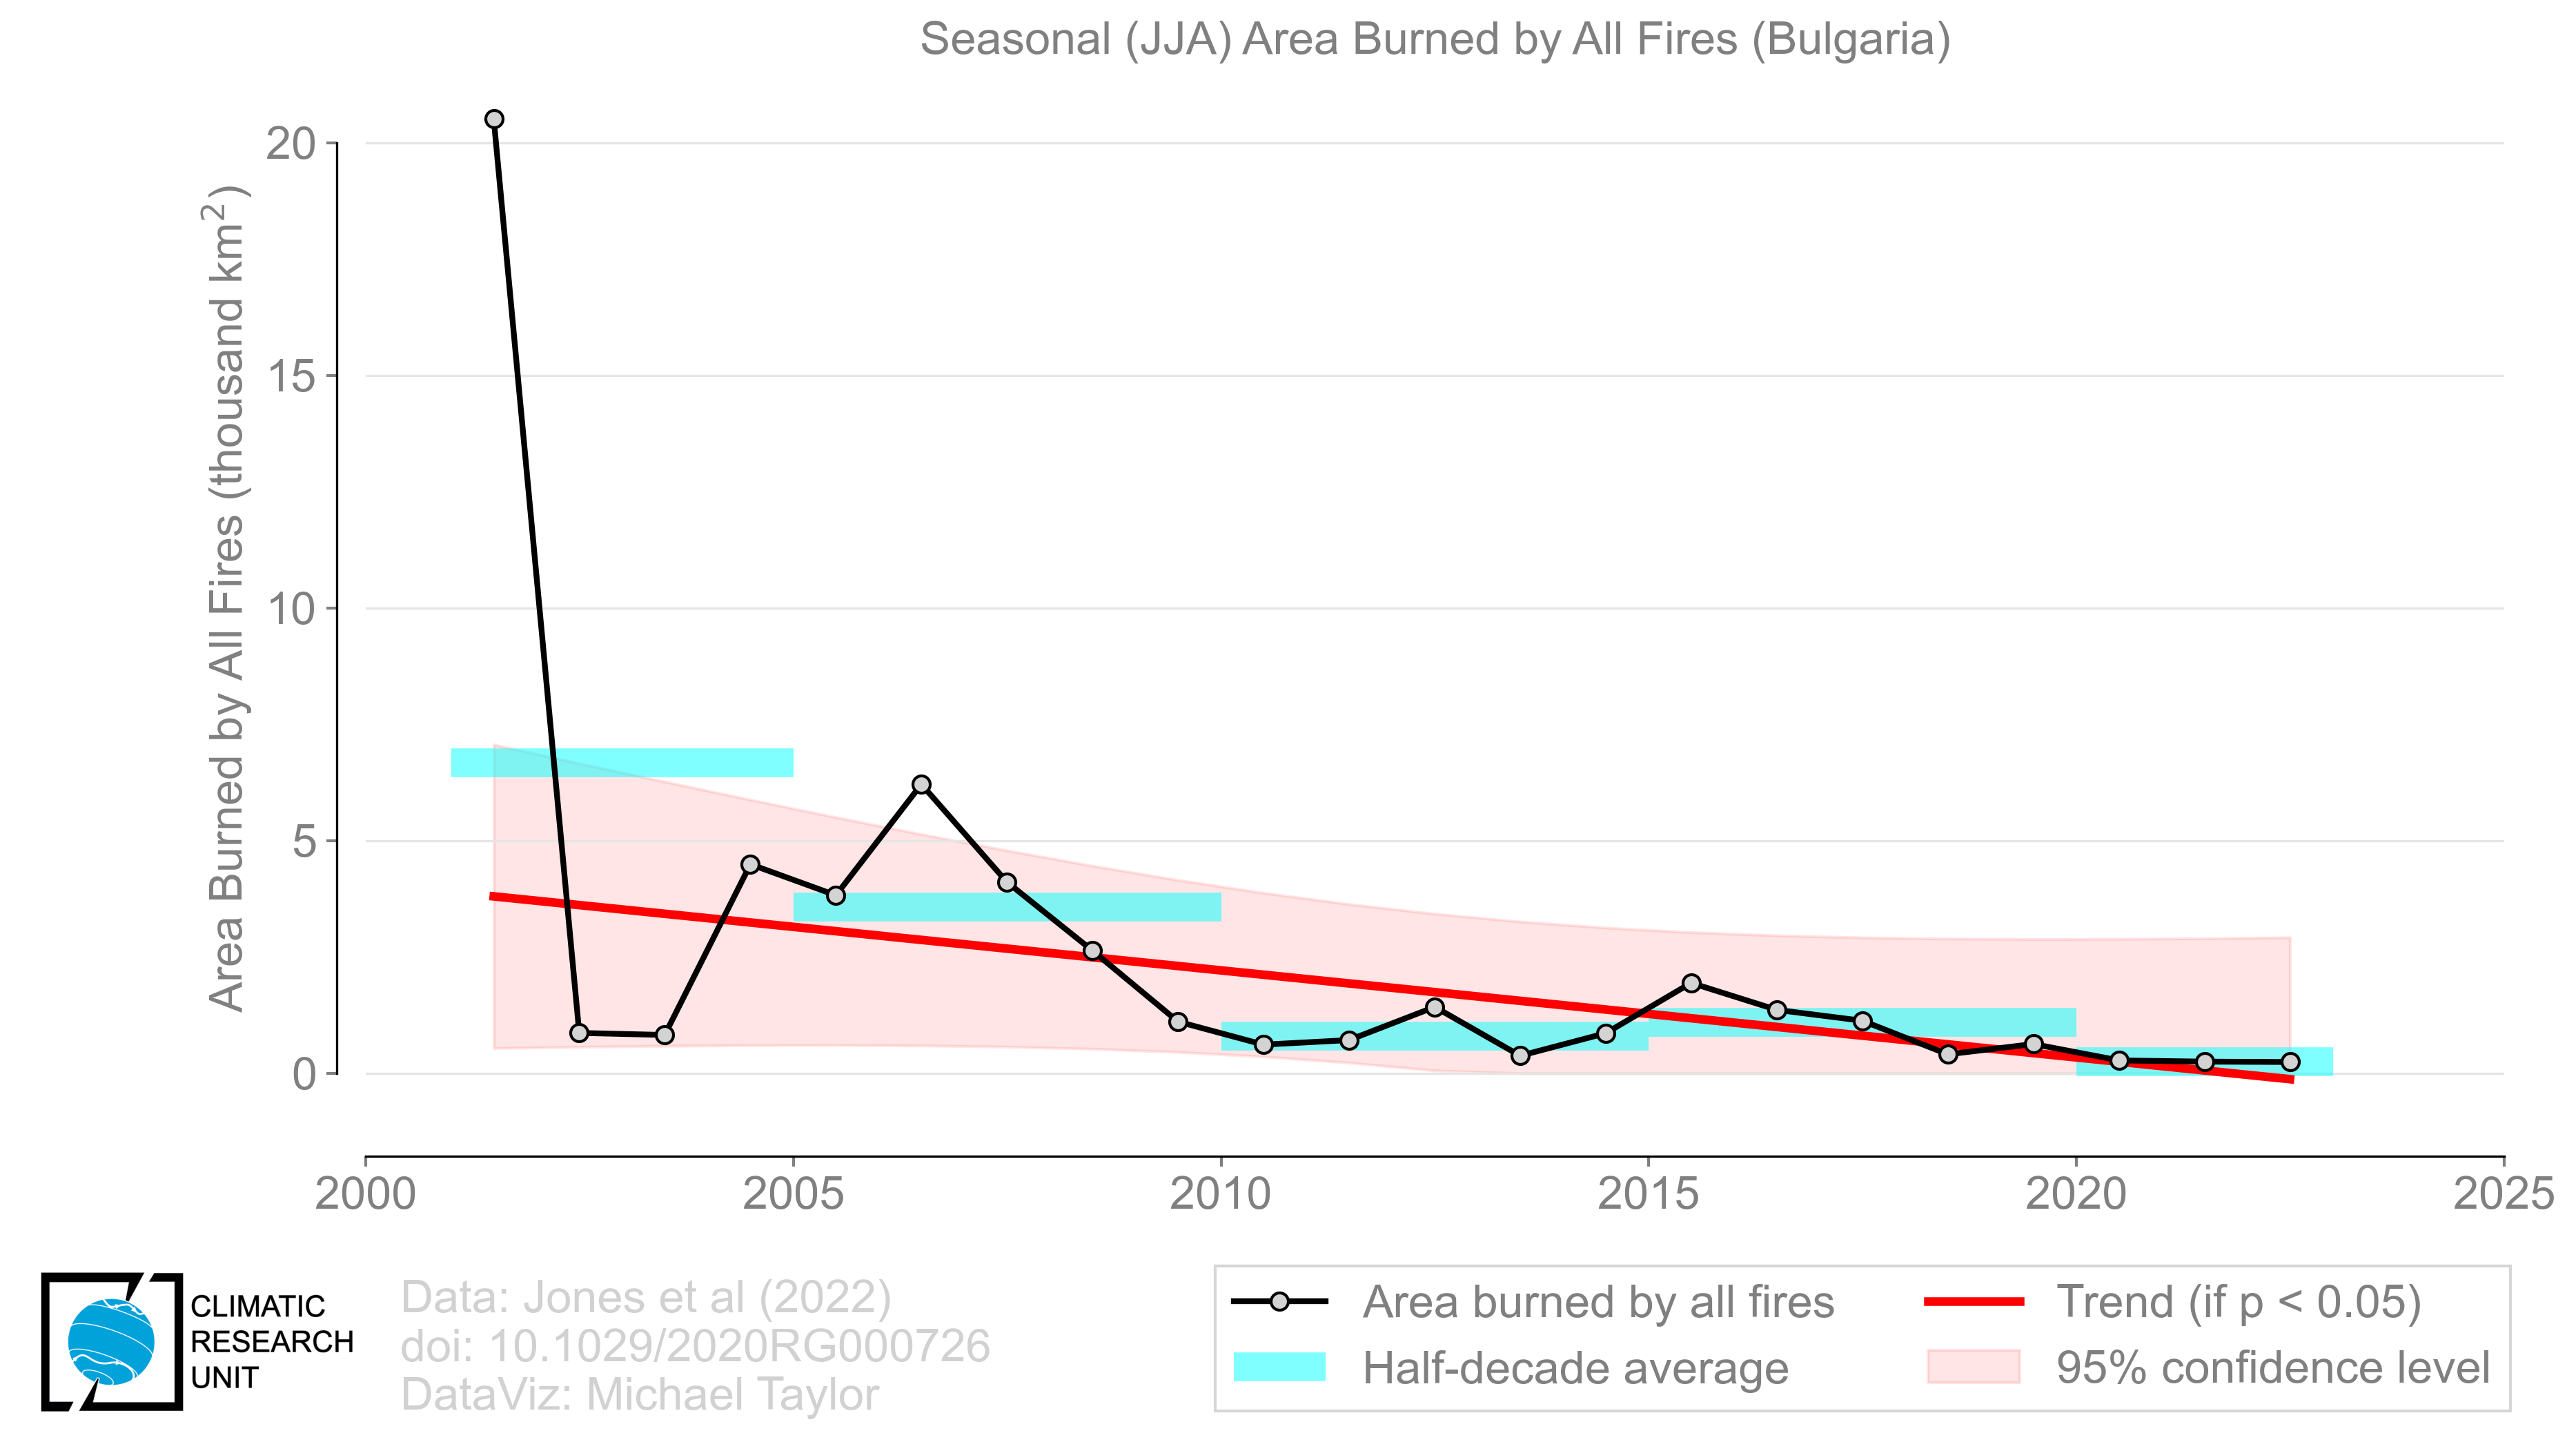 Seasonal (JJA) Area Burned by All Fires (Bulgaria)
Area Burned by All Fires (thousand km²)
20
15
10
5
0
2000
2005
2010
2015
2020
2025
CLIMATIC
RESEARCH
UNIT
Data: Jones et al (2022)
doi: 10.1029/2020RG000726
DataViz: Michael Taylor
Area burned by all fires
Half-decade average
Trend (if p < 0.05)
95% confidence level